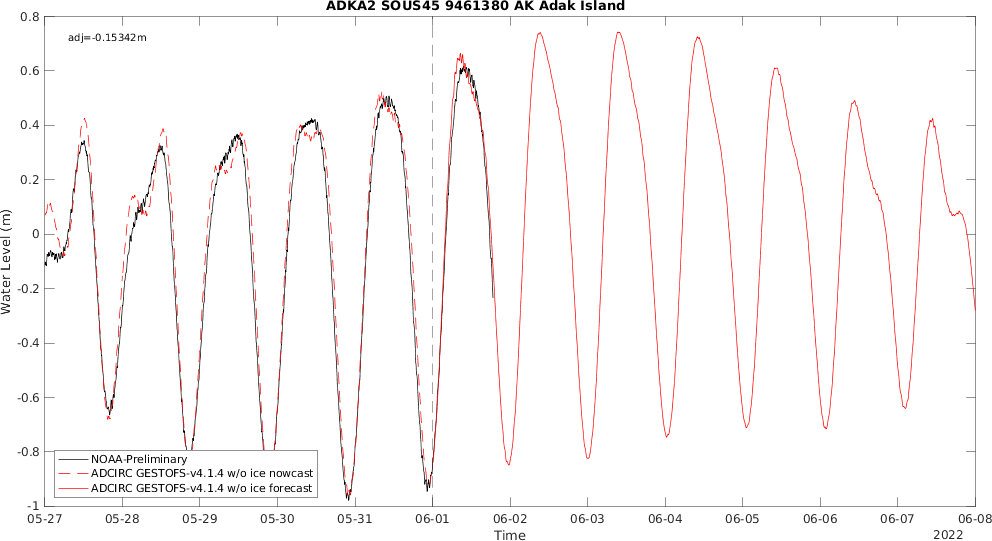 ADKA2 SOUS45 9461380 AK Adak Island
adj=-0.15342m
0.8
0.6
0.4
0.2
0
-0.2
-0.4
-0.6
-0.8
-1
Water Level (m)
NOAA-Preliminary
ADCIRC GESTOFS-v4.1.4 w/o ice nowcast
ADCIRC GESTOFS-v4.1.4 w/o ice forecast
05-27 05-28 05-29 05-30 05-31 06-01 06-02 06-03 06-04 06-05 06-06 06-07 06-08
Time
2022